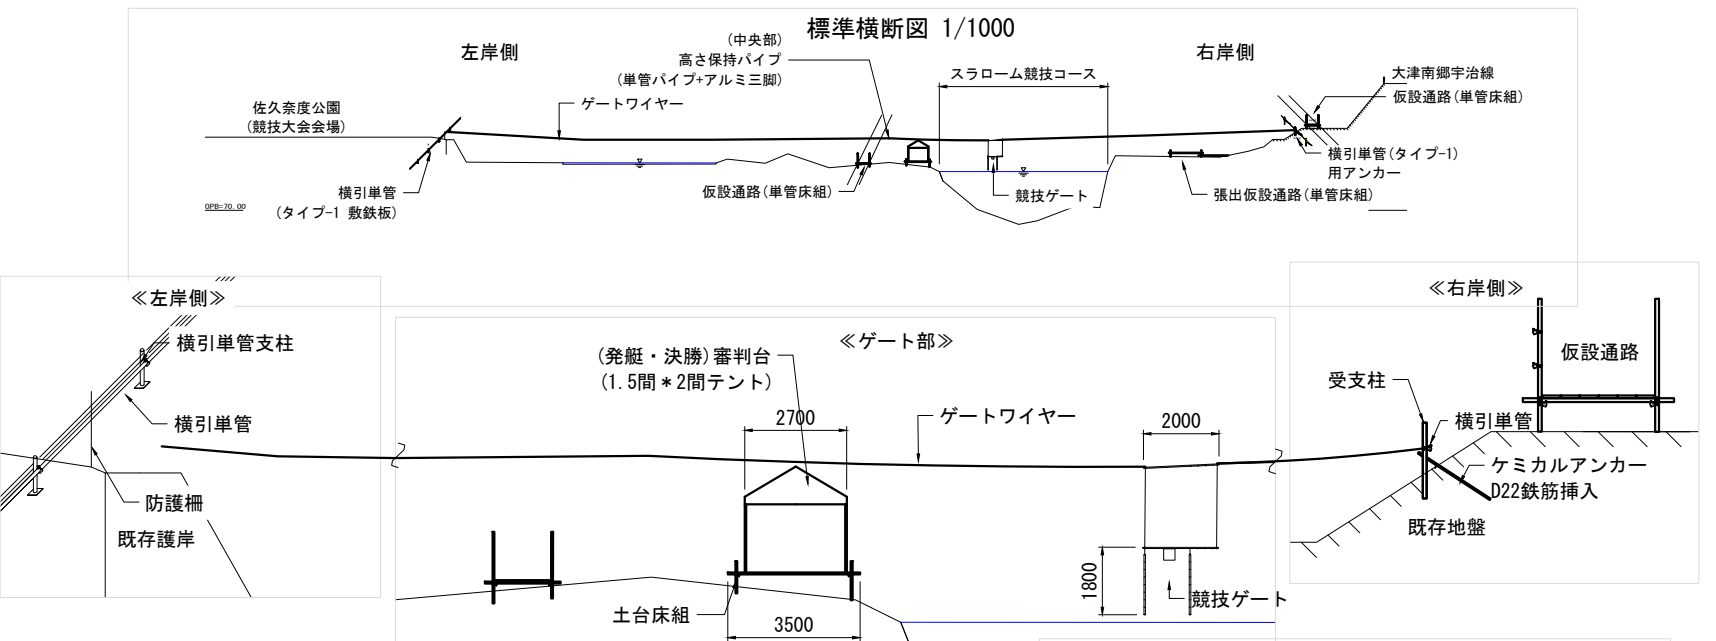 標準横断図 1/1000
左岸側
右岸側
(中央部)
高さ保持パイプ
(単管パイプ+アルミ三脚)
ゲートワイヤー
スラローム競技コース
大津南郷宇治線
仮設通路(単管床組)
佐久奈度公園
(競技大会会場)
横引単管
(タイプ-1 敷鉄板)
仮設通路(単管床組)
競技ゲート
横引単管(タイプ-1)
用アンカー
張出仮設通路(単管床組)
OPB=70.00
≪左岸側≫
横引単管支柱
横引単管
防護柵
既存護岸
≪ゲート部≫
(発艇・決勝)審判台
(1.5間*2間テント)
2700
ゲートワイヤー
2000
1800
競技ゲート
土台床組
3500
≪右岸側≫
仮設通路
受支柱
横引単管
ケミカルアンカー
D22鉄筋挿入
既存地盤